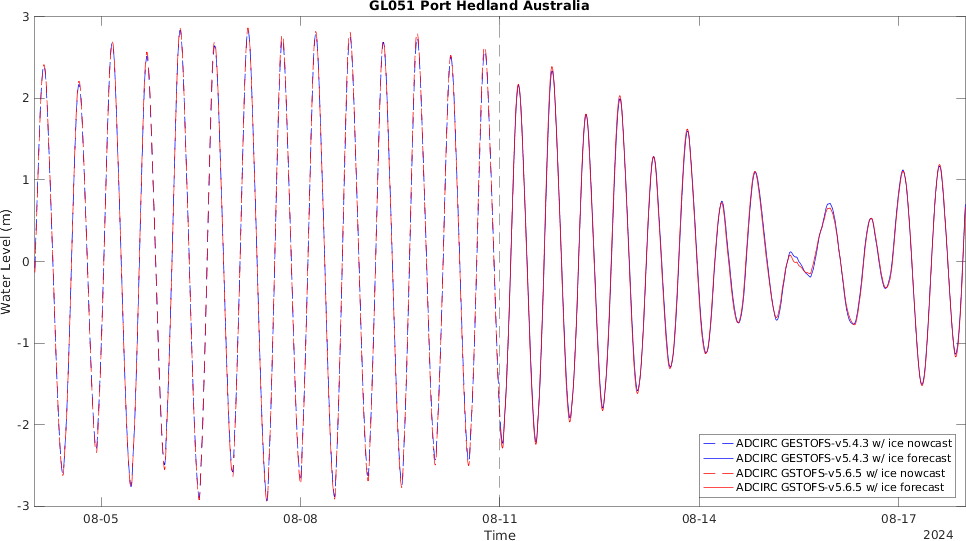 GL051 Port Hedland Australia
3
2
1
0
-1
-2
-3
Water Level (m)
ADCIRC GESTOFS-v5.4.3 w/ ice nowcast
ADCIRC GESTOFS-v5.4.3 w/ ice forecast
ADCIRC GSTOFS-v5.6.5 w/ ice nowcast
ADCIRC GSTOFS-v5.6.5 w/ ice forecast
08-05 08-08 08-11 08-14 08-17
Time
2024